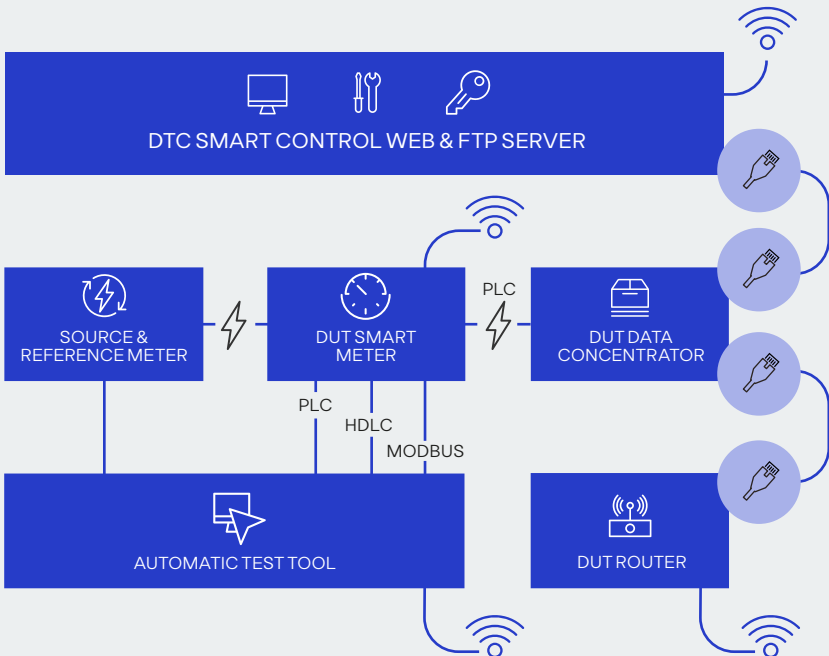 DTC SMART CONTROL WEB & FTP SERVER
SOURCE &
REFERENCE METER
DUT SMART
METER
PLC
DUT DATA
CONCENTRATOR
PLC
HDLC
MODBUS
AUTOMATIC TEST TOOL
DUT ROUTER